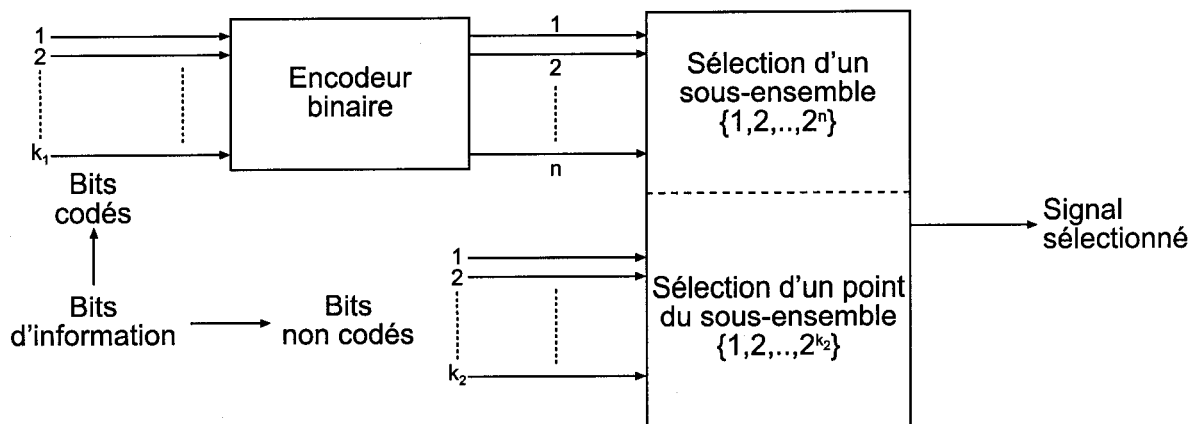 1
2
k₁
Bits
codés
Bits
d'information
Bits
non codés
Encodeur
binaire
1
2
n
1
2
k₂
Sélection d'un
sous-ensemble
{1,2,..,2ⁿ}
Sélection d'un point
du sous-ensemble
{1,2,..,2^k₂}
Signal
sélectionné